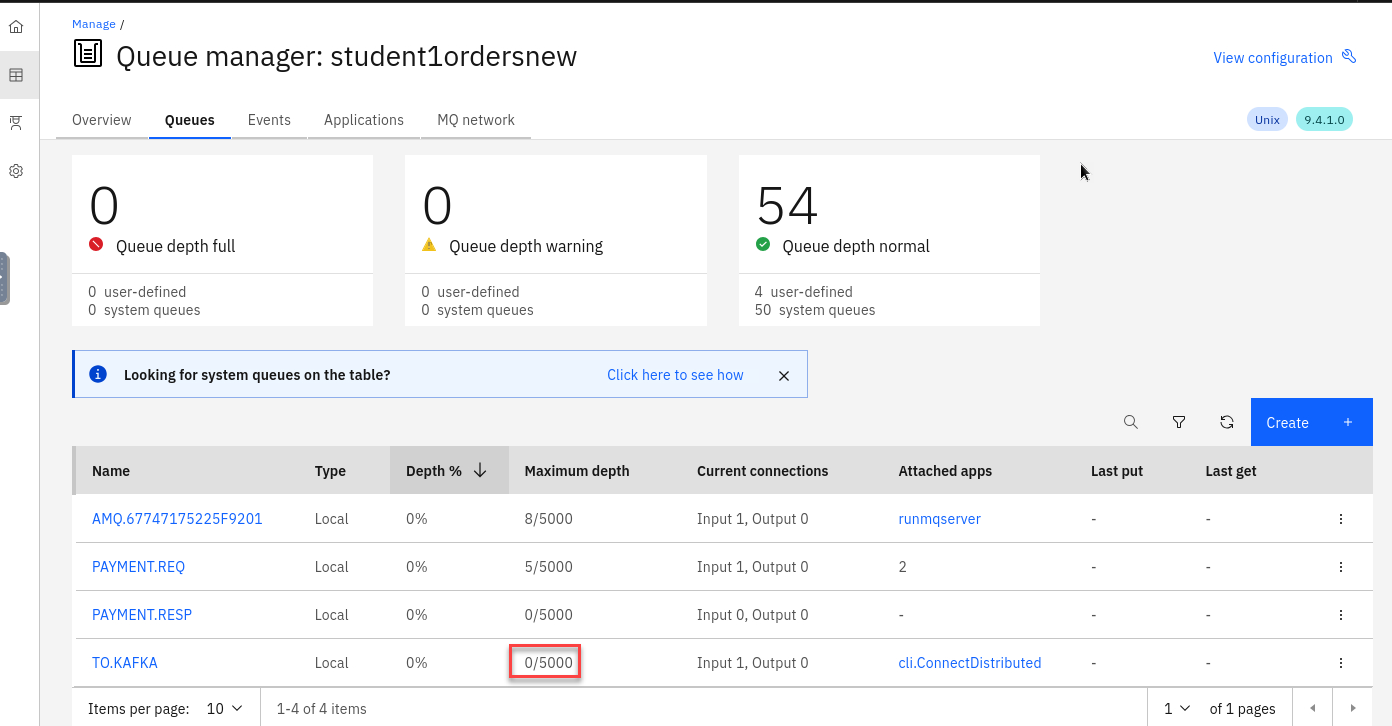 Manage /
Queue manager: student1ordersnew
View configuration
Overview Queues Events Applications MQ network
Unix 9.4.1.0
0
Queue depth full
0 user-defined
0 system queues
0
Queue depth warning
0 user-defined
0 system queues
54
Queue depth normal
4 user-defined
50 system queues
Looking for system queues on the table? Click here to see how
Create +
Name Type Depth % Maximum depth Current connections Attached apps Last put Last get
AMQ.67747175225F9201 Local 0% 8/5000 Input 1, Output 0 runmqserver - -
PAYMENT.REQ Local 0% 5/5000 Input 1, Output 0 2 - -
PAYMENT.RESP Local 0% 0/5000 Input 0, Output 0 - - -
TO.KAFKA Local 0% 0/5000 Input 1, Output 0 cli.ConnectDistributed - -
Items per page: 10 1-4 of 4 items 1 of 1 pages